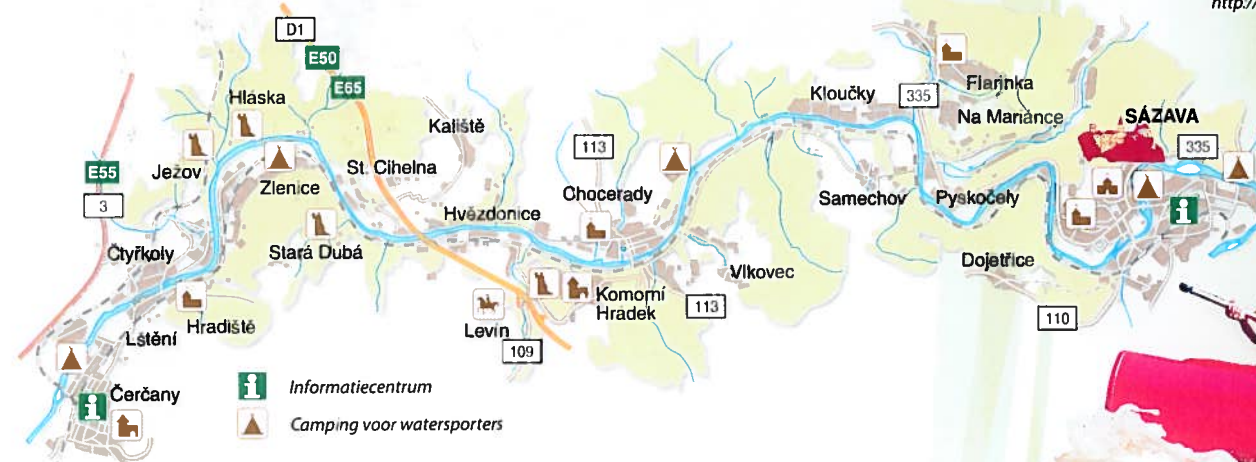 http://
D1
E50
E65
Hláska
Kaliště
113
Kloučky
335
Flarinka
Na Mariánce
SÁZAVA
335
E55
3
Ježov
Zlenice
St. Cihelna
Chocerady
Samechov
Pyskočely
Čtyřkoly
Stará Dubá
Hvězdonice
Vlkovec
Dojetřice
Hradiště
Lštění
Levín
109
Komorní
Hrádek
113
110
Čerčany
Informatiecentrum
Camping voor watersporters